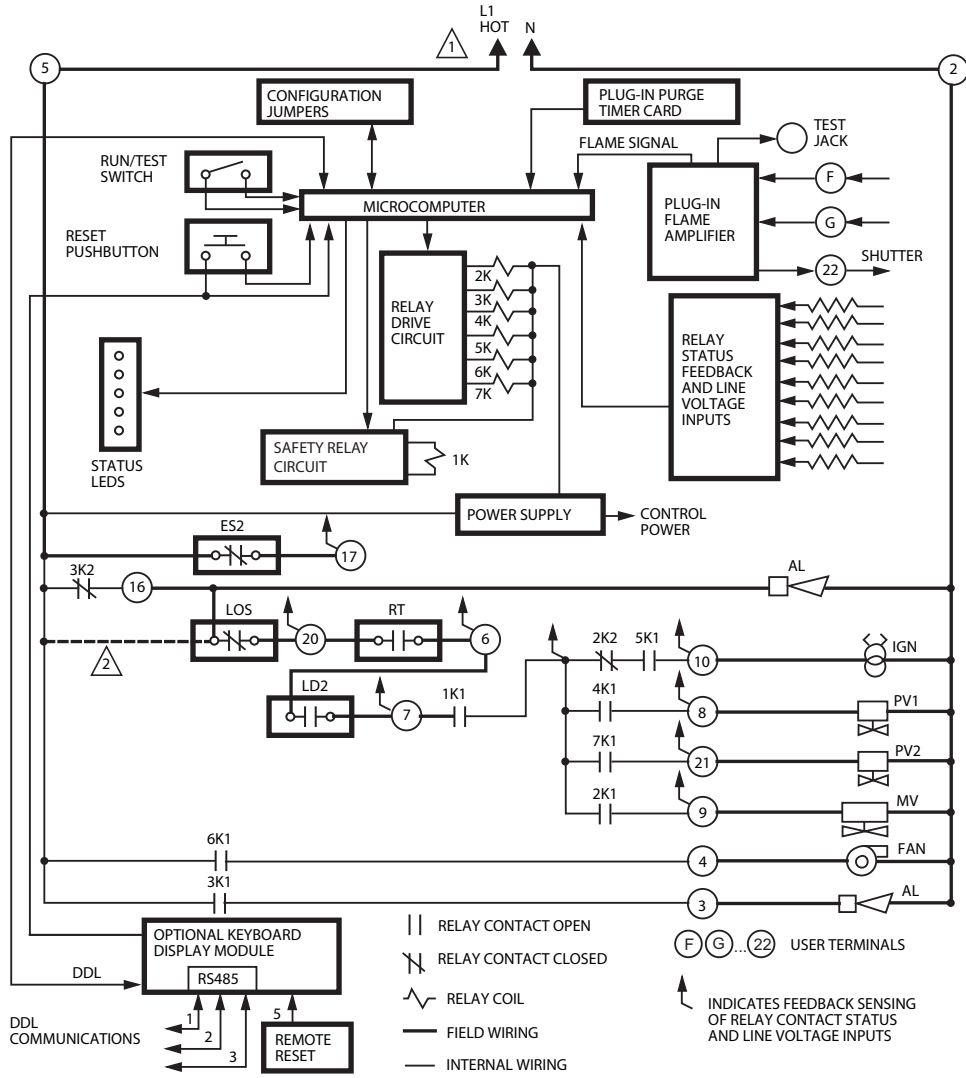 L1
HOT
N
1
5
2
CONFIGURATION
JUMPERS
PLUG-IN PURGE
TIMER CARD
TEST
JACK
FLAME SIGNAL
RUN/TEST
SWITCH
MICROCOMPUTER
PLUG-IN
FLAME
AMPLIFIER
F
G
22
SHUTTER
RESET
PUSHBUTTON
RELAY
DRIVE
CIRCUIT
2K
3K
4K
5K
6K
7K
RELAY
STATUS
FEEDBACK
AND LINE
VOLTAGE
INPUTS
STATUS
LEDS
SAFETY RELAY
CIRCUIT
1K
POWER SUPPLY
CONTROL
POWER
ES2
17
3K2
16
AL
LOS
20
RT
6
2
LD2
7
1K1
2K2
5K1
10
IGN
4K1
8
PV1
7K1
21
PV2
2K1
9
MV
6K1
4
FAN
3K1
3
AL
OPTIONAL KEYBOARD
DISPLAY MODULE
RS485
DDL
DDL
COMMUNICATIONS
1
2
3
5
REMOTE
RESET
RELAY CONTACT OPEN
RELAY CONTACT CLOSED
RELAY COIL
FIELD WIRING
INTERNAL WIRING
F G ... 22 USER TERMINALS
INDICATES FEEDBACK SENSING
OF RELAY CONTACT STATUS
AND LINE VOLTAGE INPUTS